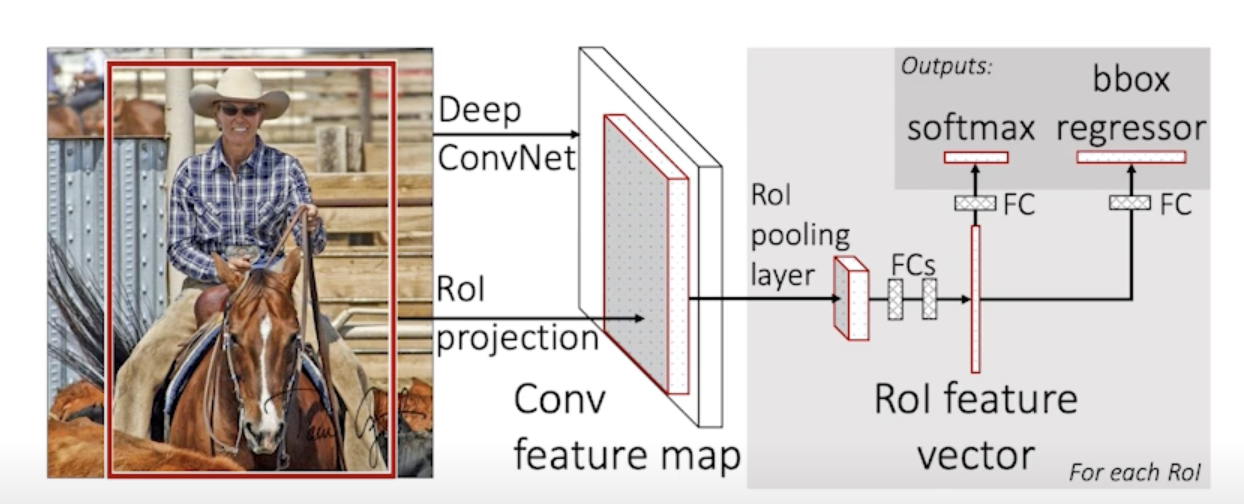 Deep
ConvNet
RoI
projection
Conv
feature map
RoI
pooling
layer
FCs
Outputs:
softmax
bbox
regressor
FC
FC
RoI feature
vector
For each RoI